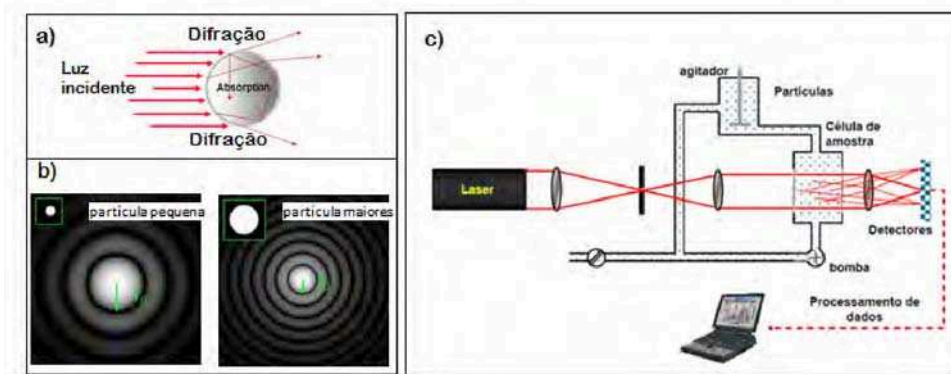 a)
Difração
Luz
incidente
Absorption
Difração
b)
partícula pequena
partícula maiores
c)
agitador
Partículas
Célula de
amostra
Laser
Detectores
bomba
Processamento de
dados